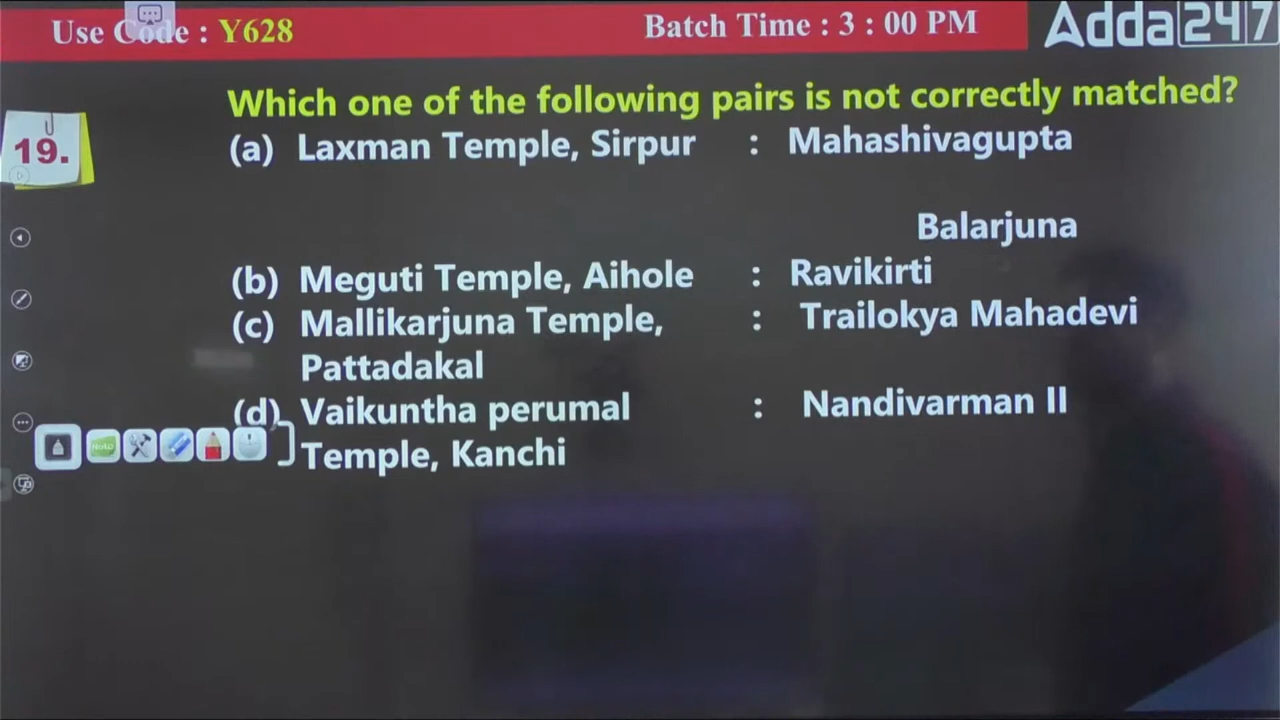 Use Code : Y628
Batch Time : 3 : 00 PM
Adda247
19.
Which one of the following pairs is not correctly matched?
(a) Laxman Temple, Sirpur : Mahashivagupta
Balarjuna
(b) Meguti Temple, Aihole : Ravikirti
(c) Mallikarjuna Temple, : Trailokya Mahadevi
Pattadakal
(d) Vaikuntha perumal : Nandivarman II
Temple, Kanchi
Note